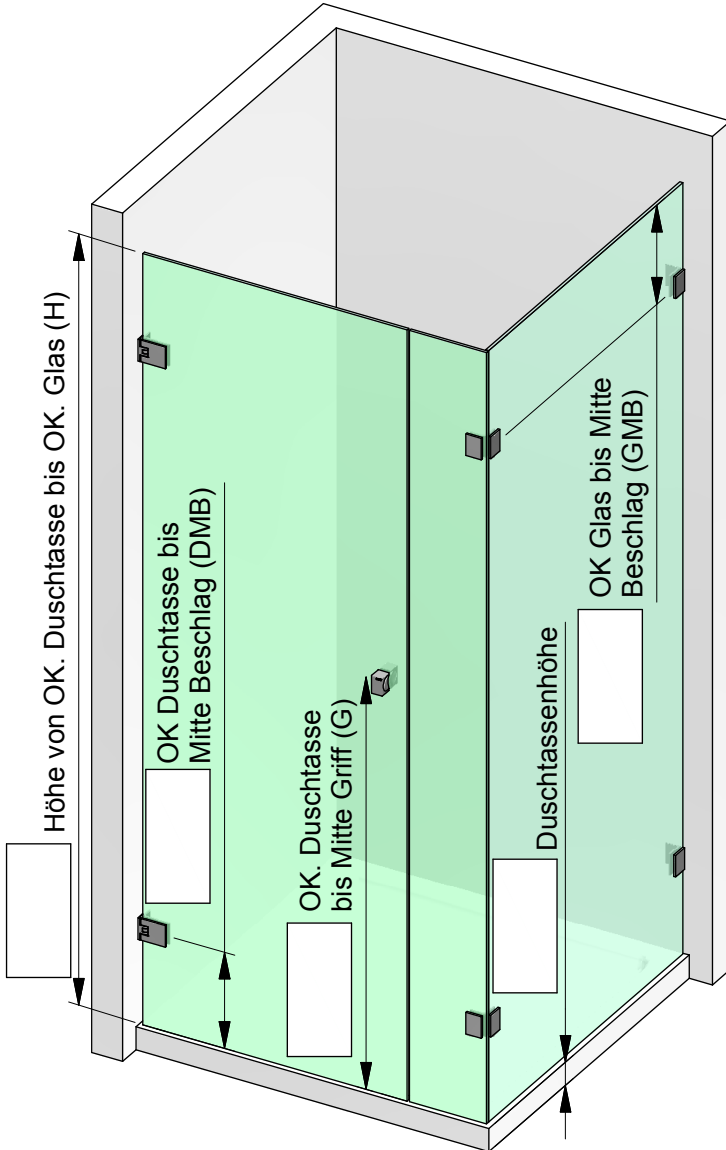 Höhe von OK. Duschtasse bis OK. Glas (H)
OK Duschtasse bis
Mitte Beschlag (DMB)
OK. Duschtasse
bis Mitte Griff (G)
Duschtassenhöhe
OK Glas bis Mitte
Beschlag (GMB)